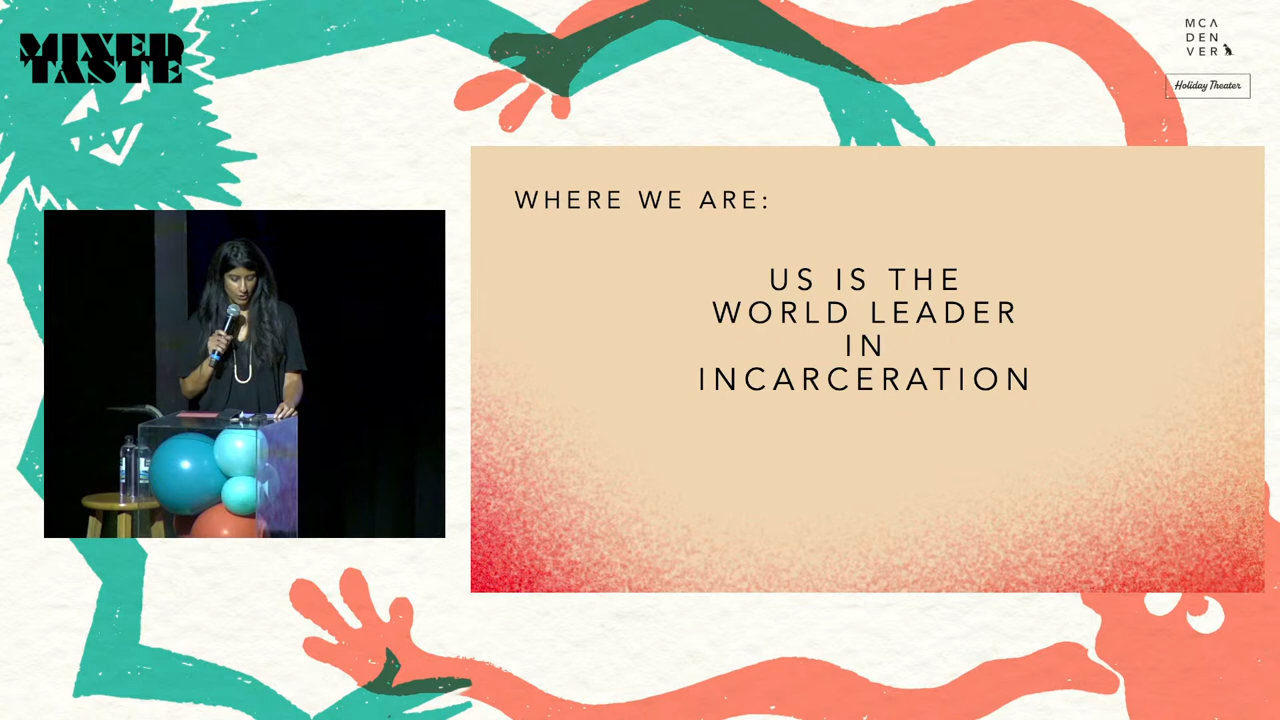 MIXED
TASTE
MCA
DEN
VER
Holiday Theater
WHERE WE ARE:
US IS THE
WORLD LEADER
IN
INCARCERATION